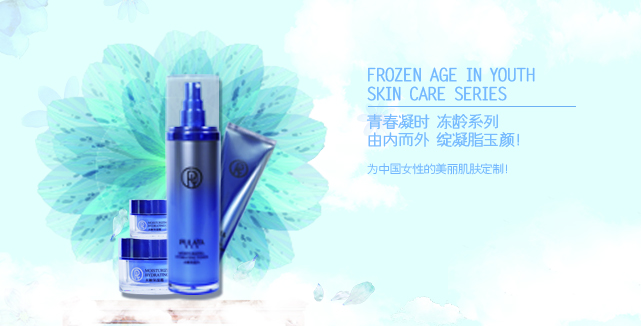 FROZEN AGE IN YOUTH
SKIN CARE SERIES
青春凝时 冻龄系列
由内而外 绽凝脂玉颜!
为中国女性的美丽肌肤定制!
PULAYA